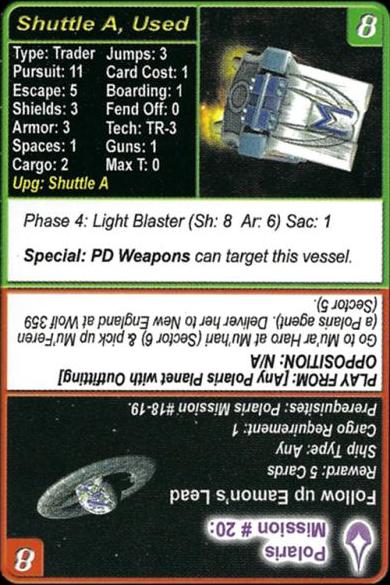 Shuttle A, Used
8
Type: Trader Jumps: 3
Pursuit: 11 Card Cost: 1
Escape: 5 Boarding: 1
Shields: 3 Fend Off: 0
Armor: 3 Tech: TR-3
Spaces: 1 Guns: 1
Cargo: 2 Max T: 0
Upg: Shuttle A
Phase 4: Light Blaster (Sh: 8 Ar: 6) Sac: 1
Special: PD Weapons can target this vessel.
8
Polaris
Mission # 20:
Follow up Eamon's Lead
Reward: 5 Cards
Ship Type: Any
Cargo Requirement: 1
Prerequisites: Polaris Mission #18-19.
PLAY FROM: [Any] Polaris with Planet Outfitting]
OPPOSITION: N/A
Go to Mu'ar Haro at Mu'hari (Sector 6) & pick up Mu'Feren
(a Polaris agent). Deliver her to New England at Wolf 359
(Sector 5).